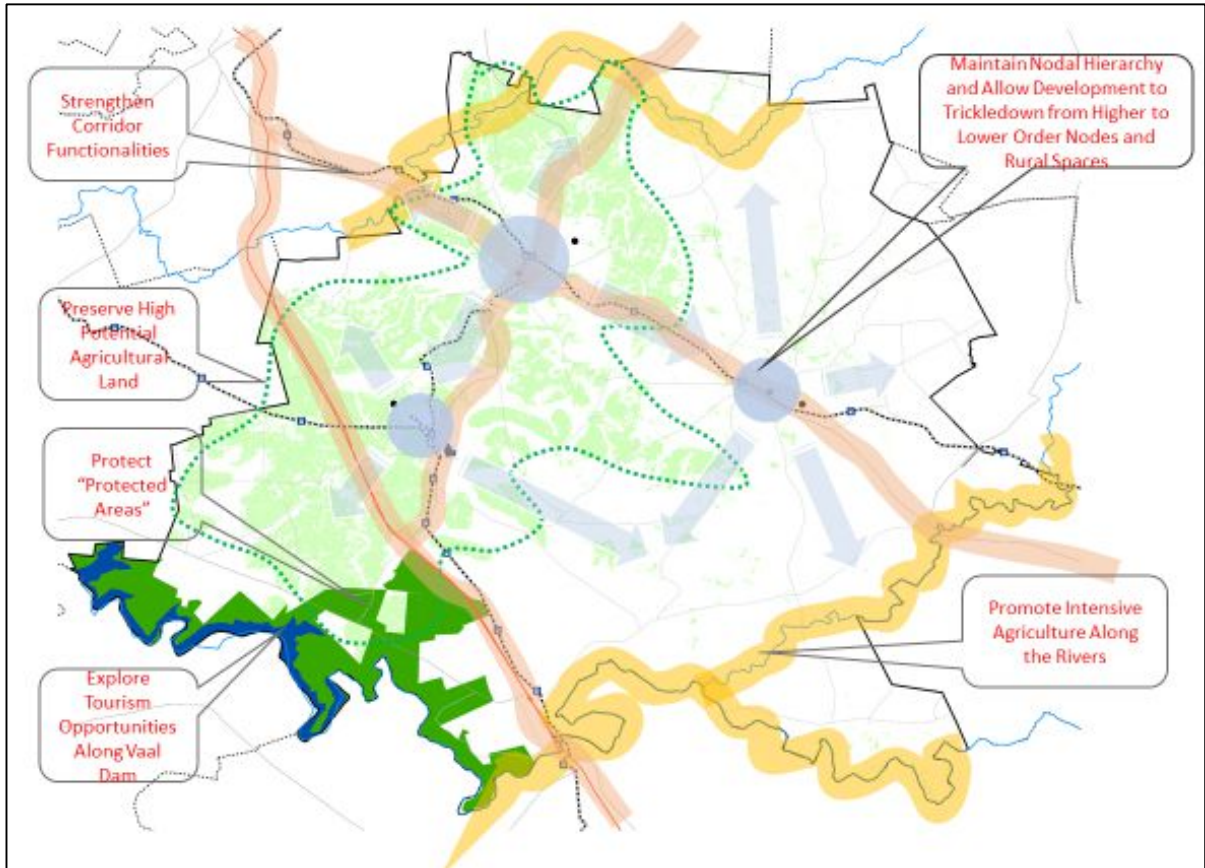 Strengthen
Corridor
Functionalities
Maintain Nodal Hierarchy
and Allow Development to
Trickledown from Higher to
Lower Order Nodes and
Rural Spaces
Preserve High
Potential
Agricultural
Land
Protect
“Protected
Areas”
Explore
Tourism
Opportunities
Along Vaal
Dam
Promote Intensive
Agriculture Along
the Rivers